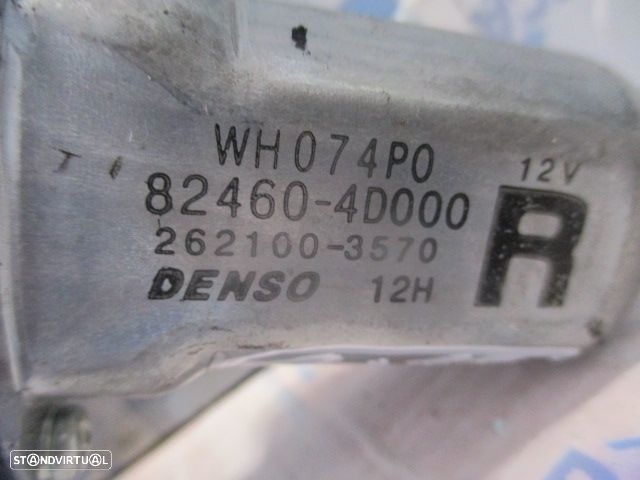 WH074P0
12V
82460-4D000
R
262100-3570
DENSO 12H
STANDVIRTUAL